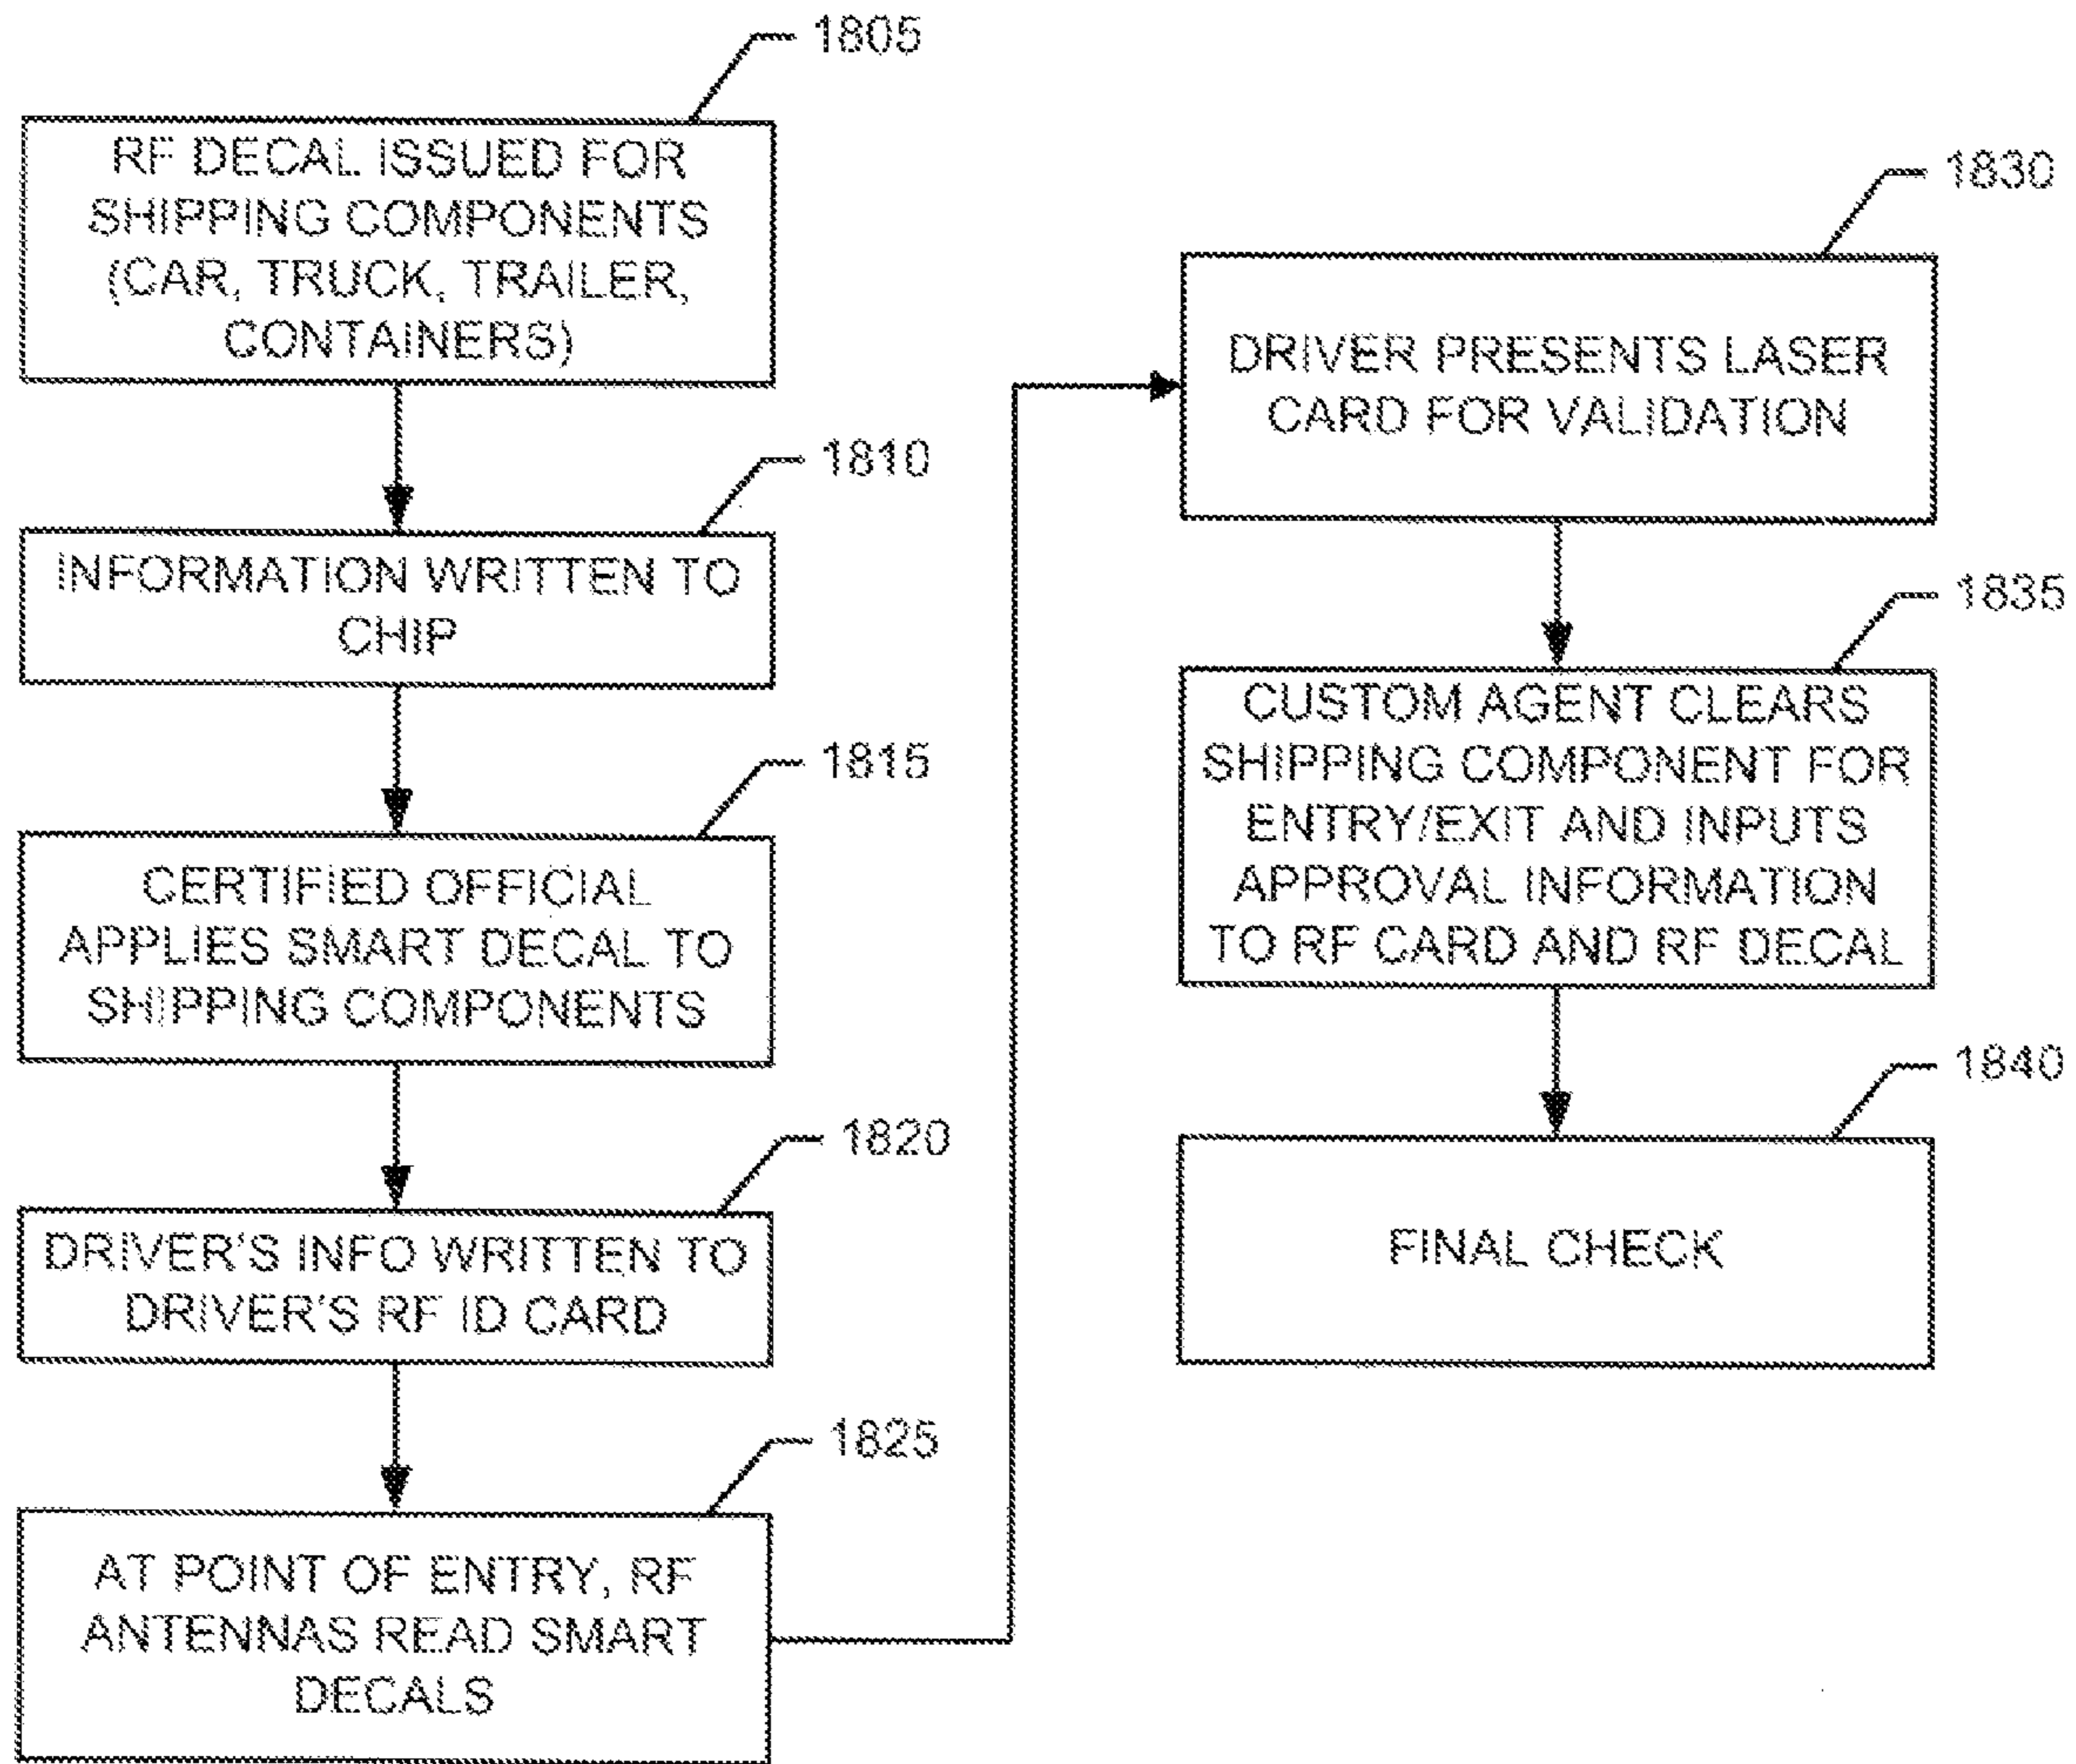 1805
RF DECAL ISSUED FOR
SHIPPING COMPONENTS
(CAR, TRUCK, TRAILER,
CONTAINERS)
1810
INFORMATION WRITTEN TO
CHIP
1815
CERTIFIED OFFICIAL
APPLIES SMART DECAL TO
SHIPPING COMPONENTS
1820
DRIVER'S INFO WRITTEN TO
DRIVER'S RF ID CARD
1825
AT POINT OF ENTRY, RF
ANTENNAS READ SMART
DECALS
1830
DRIVER PRESENTS LASER
CARD FOR VALIDATION
1835
CUSTOM AGENT CLEARS
SHIPPING COMPONENT FOR
ENTRY/EXIT AND INPUTS
APPROVAL INFORMATION
TO RF CARD AND RF DECAL
1840
FINAL CHECK